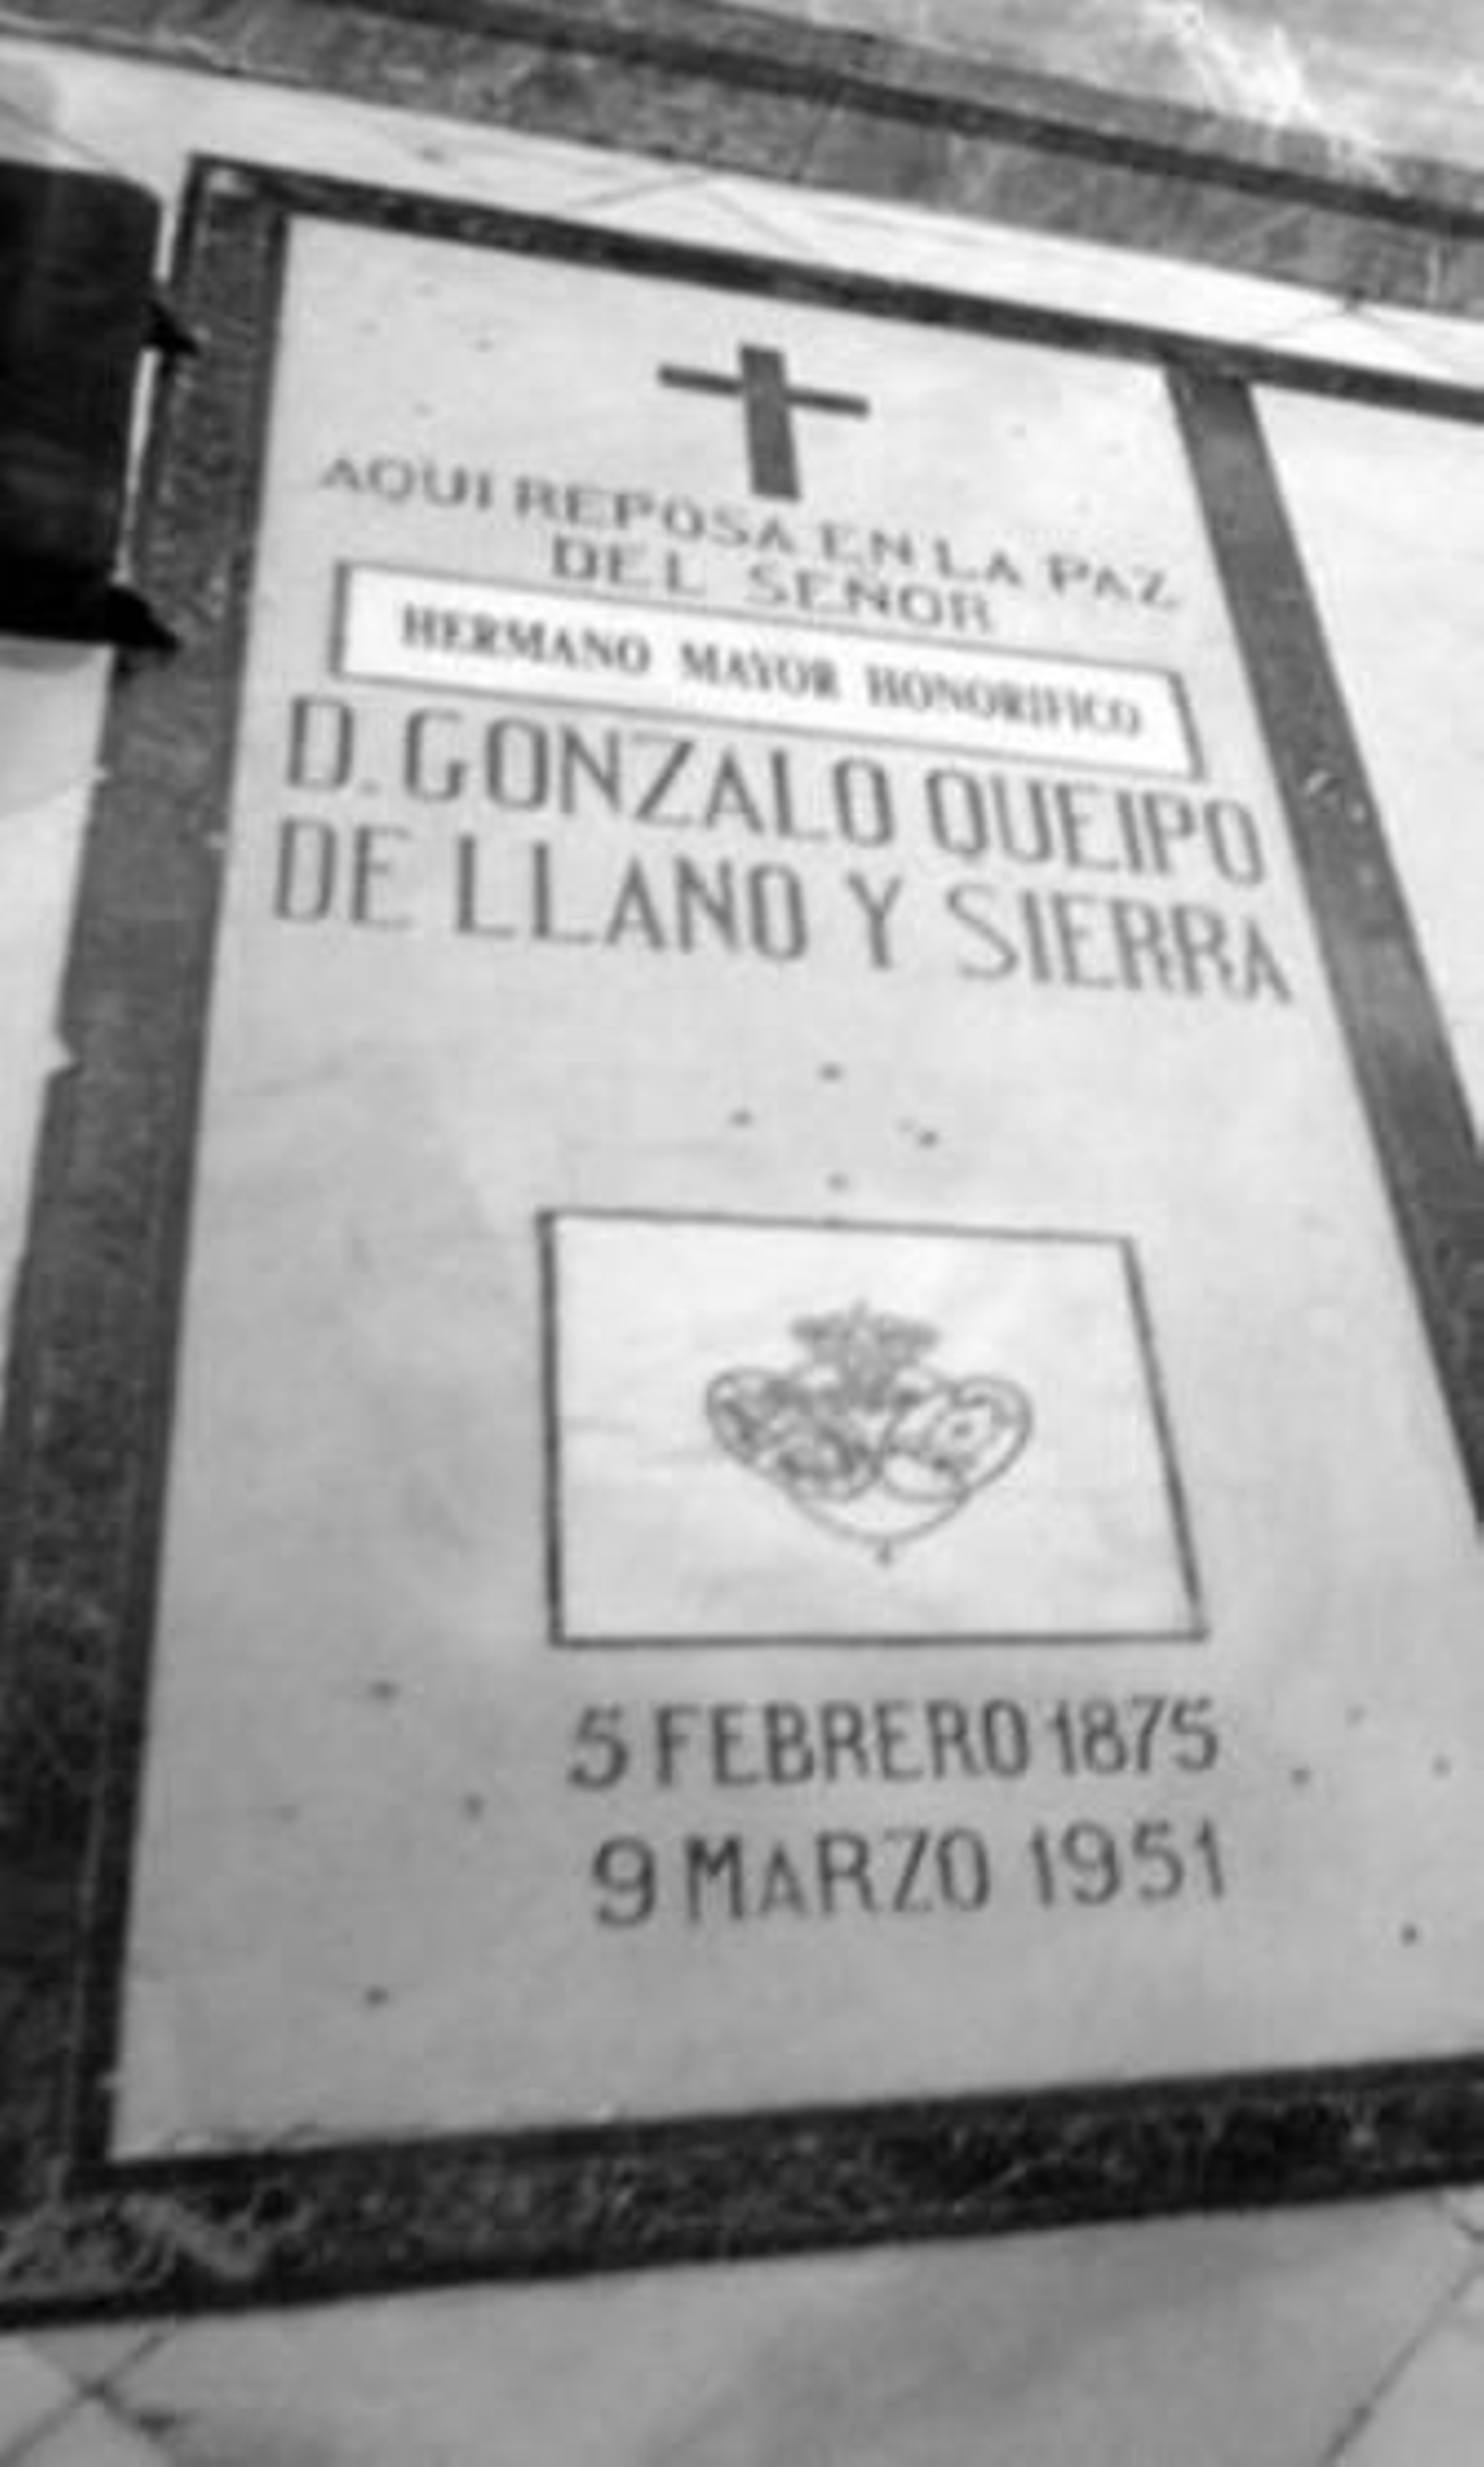 AQUI REPOSA EN LA PAZ
DEL SEÑOR
HERMANO MAYOR HONORIFICO
D. GONZALO QUEIPO
DE LLANO Y SIERRA
5 FEBRERO 1875
9 MARZO 1951